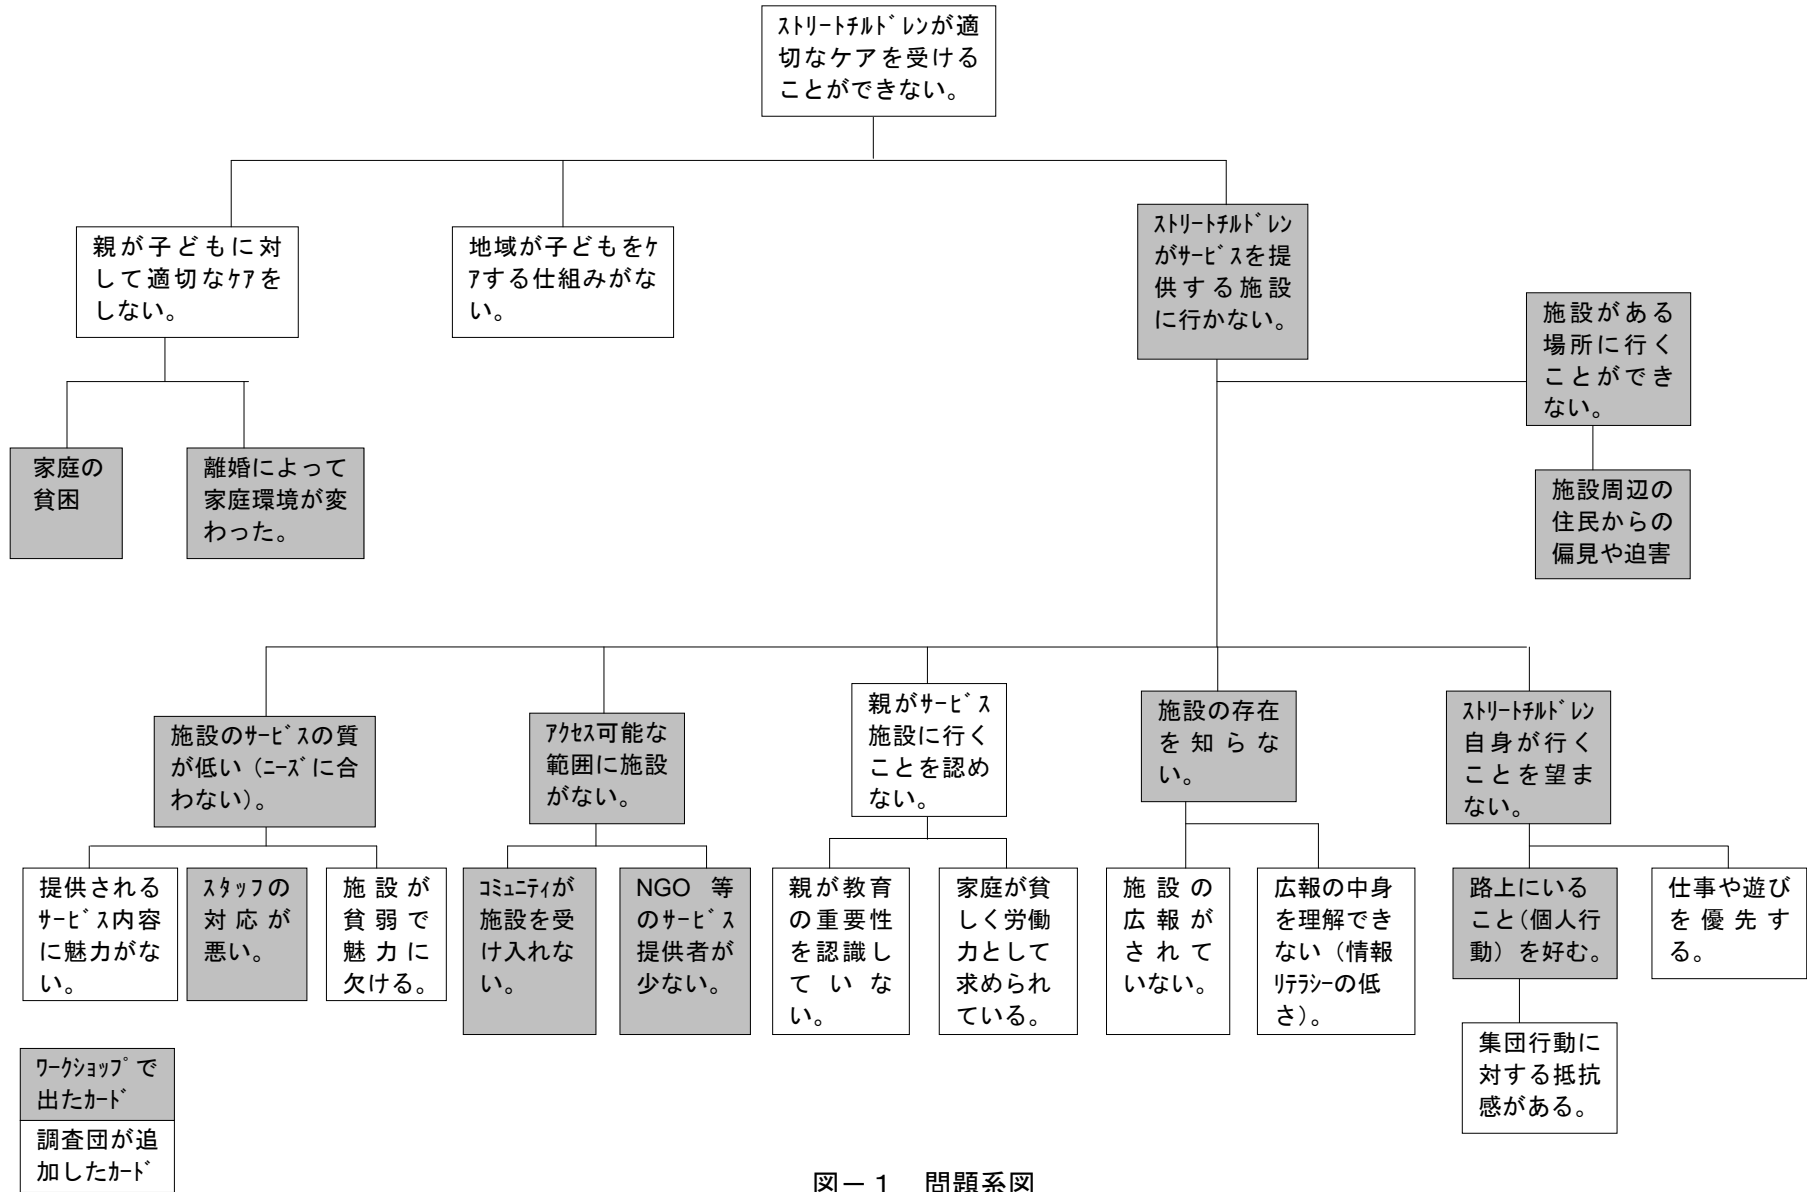 ｽﾄﾘｰﾄﾁﾙﾄﾞﾚﾝが適
切なケアを受ける
ことができない。
親が子どもに対
して適切なｹｱを
しない。
地域が子どもをｹ
ｱする仕組みがな
い。
ｽﾄﾘｰﾄﾁﾙﾄﾞﾚﾝ
がｻｰﾋﾞｽを提
供する施設
に行かない。
施設がある
場所に行く
ことができ
ない。
家庭の
貧困
離婚によって
家庭環境が変
わった。
施設周辺の
住民からの
偏見や迫害
施設のｻｰﾋﾞｽの質
が低い（ﾆｰｽﾞに合
わない）。
ｱｸｾｽ可能な
範囲に施設
がない。
親がｻｰﾋﾞｽ
施設に行く
ことを認め
ない。
施設の存在
を知らな
い。
ｽﾄﾘｰﾄﾁﾙﾄﾞﾚﾝ
自身が行く
ことを望ま
ない。
提供される
ｻｰﾋﾞｽ内容
に魅力がな
い。
ｽﾀｯﾌの
対応が
悪い。
施設が
貧弱で
魅力に
欠ける。
ｺﾐｭﾆﾃｨが
施設を受
け入れな
い。
NGO 等
のｻｰﾋﾞｽ
提供者が
少ない。
親が教育
の重要性
を認識し
ていな
い。
家庭が貧
しく労働
力として
求められ
ている。
施設の
広報が
されて
いない。
広報の中身
を理解でき
ない（情報
ﾘﾃﾗｼｰの低
さ）。
路上にいる
こと(個人行
動）を好む。
仕事や遊び
を優先す
る。
集団行動に
対する抵抗
感がある。
ﾜｰｸｼｮｯﾌﾟで
出たｶｰﾄﾞ
調査団が追
加したｶｰﾄﾞ
図－１　問題系図